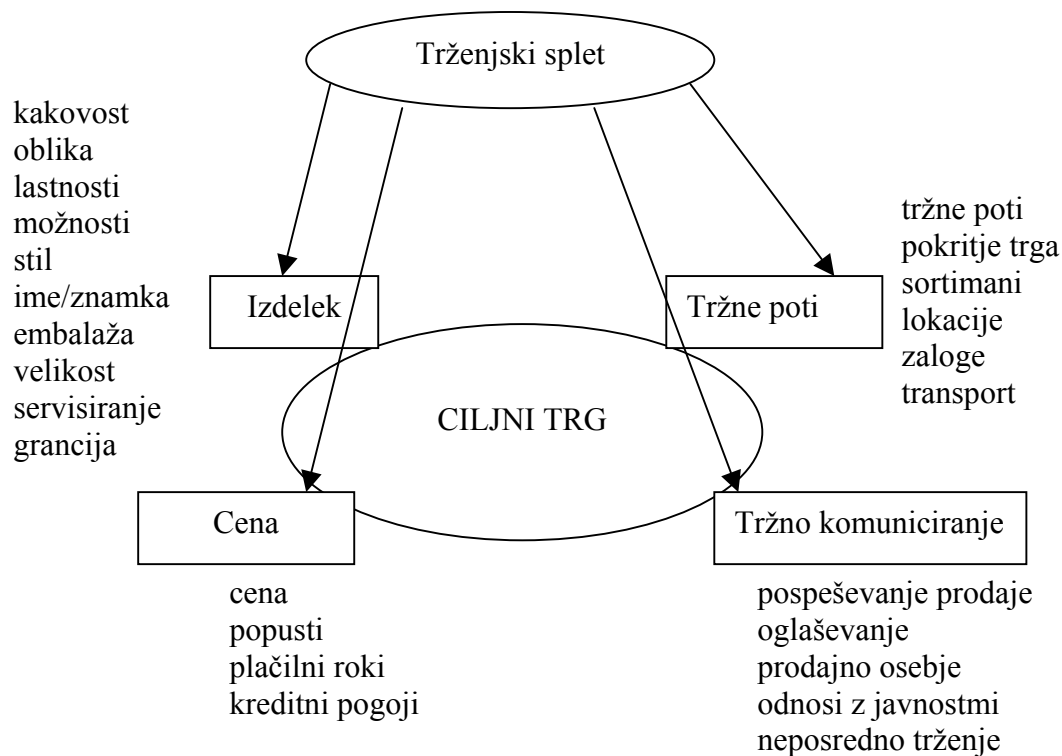 Trženjski splet
kakovost
oblika
lastnosti
možnosti
stil
ime/znamka
embalaža
velikost
servisiranje
grancija
Izdelek
Tržne poti
tržne poti
pokritje trga
sortimani
lokacije
zaloge
transport
CILJNI TRG
Cena
Tržno komuniciranje
cena
popusti
plačilni roki
kreditni pogoji
pospeševanje prodaje
oglaševanje
prodajno osebje
odnosi z javnostmi
neposredno trženje